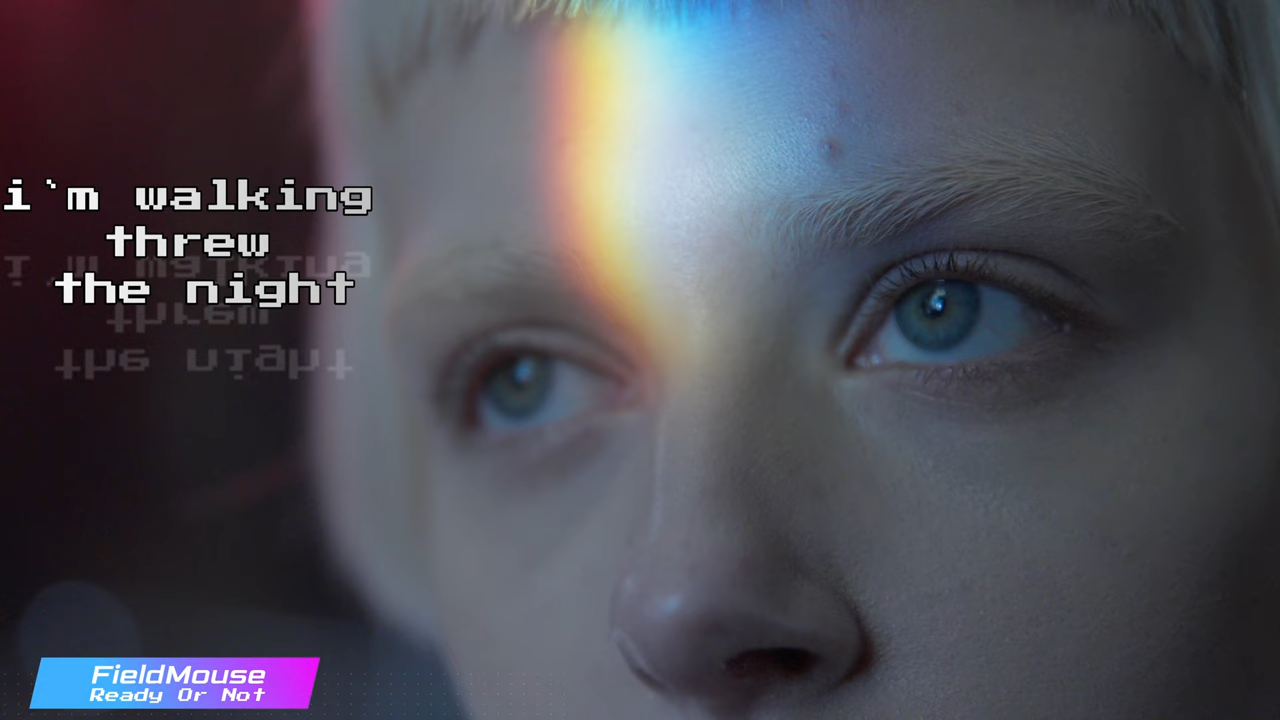 i`m walking
threw
the night
FieldMouse
Ready Or Not